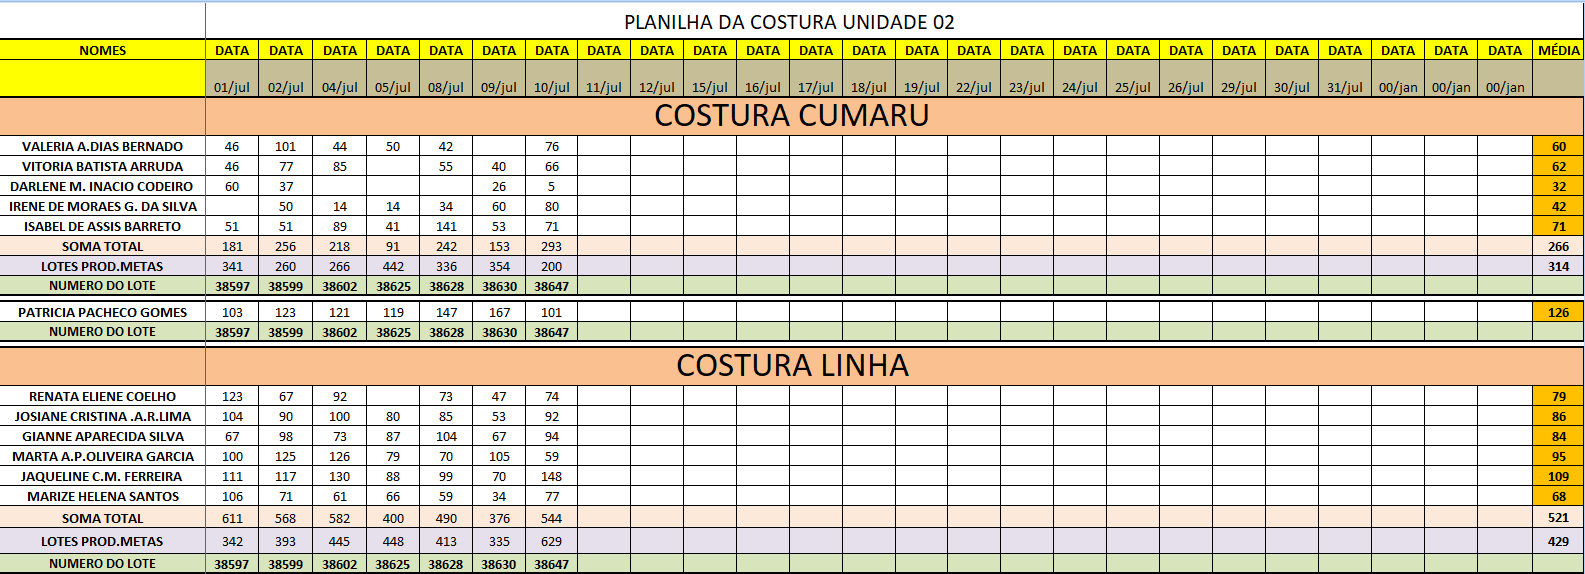 PLANILHA DA COSTURA UNIDADE 02
NOMES DATA DATA DATA DATA DATA DATA DATA DATA DATA DATA DATA DATA DATA DATA DATA DATA DATA DATA DATA DATA DATA DATA DATA DATA DATA MÉDIA
01/jul 02/jul 04/jul 05/jul 08/jul 09/jul 10/jul 11/jul 12/jul 15/jul 16/jul 17/jul 18/jul 19/jul 22/jul 23/jul 24/jul 25/jul 26/jul 29/jul 30/jul 31/jul 00/jan 00/jan 00/jan
COSTURA CUMARU
VALERIA A.DIAS BERNADO 46 101 44 50 42 76 60
VITORIA BATISTA ARRUDA 46 77 85 55 40 66 62
DARLENE M. INACIO CODEIRO 60 37 26 5 32
IRENE DE MORAES G. DA SILVA 50 14 14 34 60 80 42
ISABEL DE ASSIS BARRETO 51 51 89 41 141 53 71 71
SOMA TOTAL 181 256 218 91 242 153 293 266
LOTES PROD.METAS 341 260 266 442 336 354 200 314
NUMERO DO LOTE 38597 38599 38602 38625 38628 38630 38647
PATRICIA PACHECO GOMES 103 123 121 119 147 167 101 126
NUMERO DO LOTE 38597 38599 38602 38625 38628 38630 38647
COSTURA LINHA
RENATA ELIENE COELHO 123 67 92 73 47 74 79
JOSIANE CRISTINA .A.R.LIMA 104 90 100 80 85 53 92 86
GIANNE APARECIDA SILVA 67 98 73 87 104 67 94 84
MARTA A.P.OLIVEIRA GARCIA 100 125 126 79 70 105 59 95
JAQUELINE C.M. FERREIRA 111 117 130 88 99 70 148 109
MARIZE HELENA SANTOS 106 71 61 66 59 34 77 68
SOMA TOTAL 611 568 582 400 490 376 544 521
LOTES PROD.METAS 342 393 445 448 413 335 629 429
NUMERO DO LOTE 38597 38599 38602 38625 38628 38630 38647